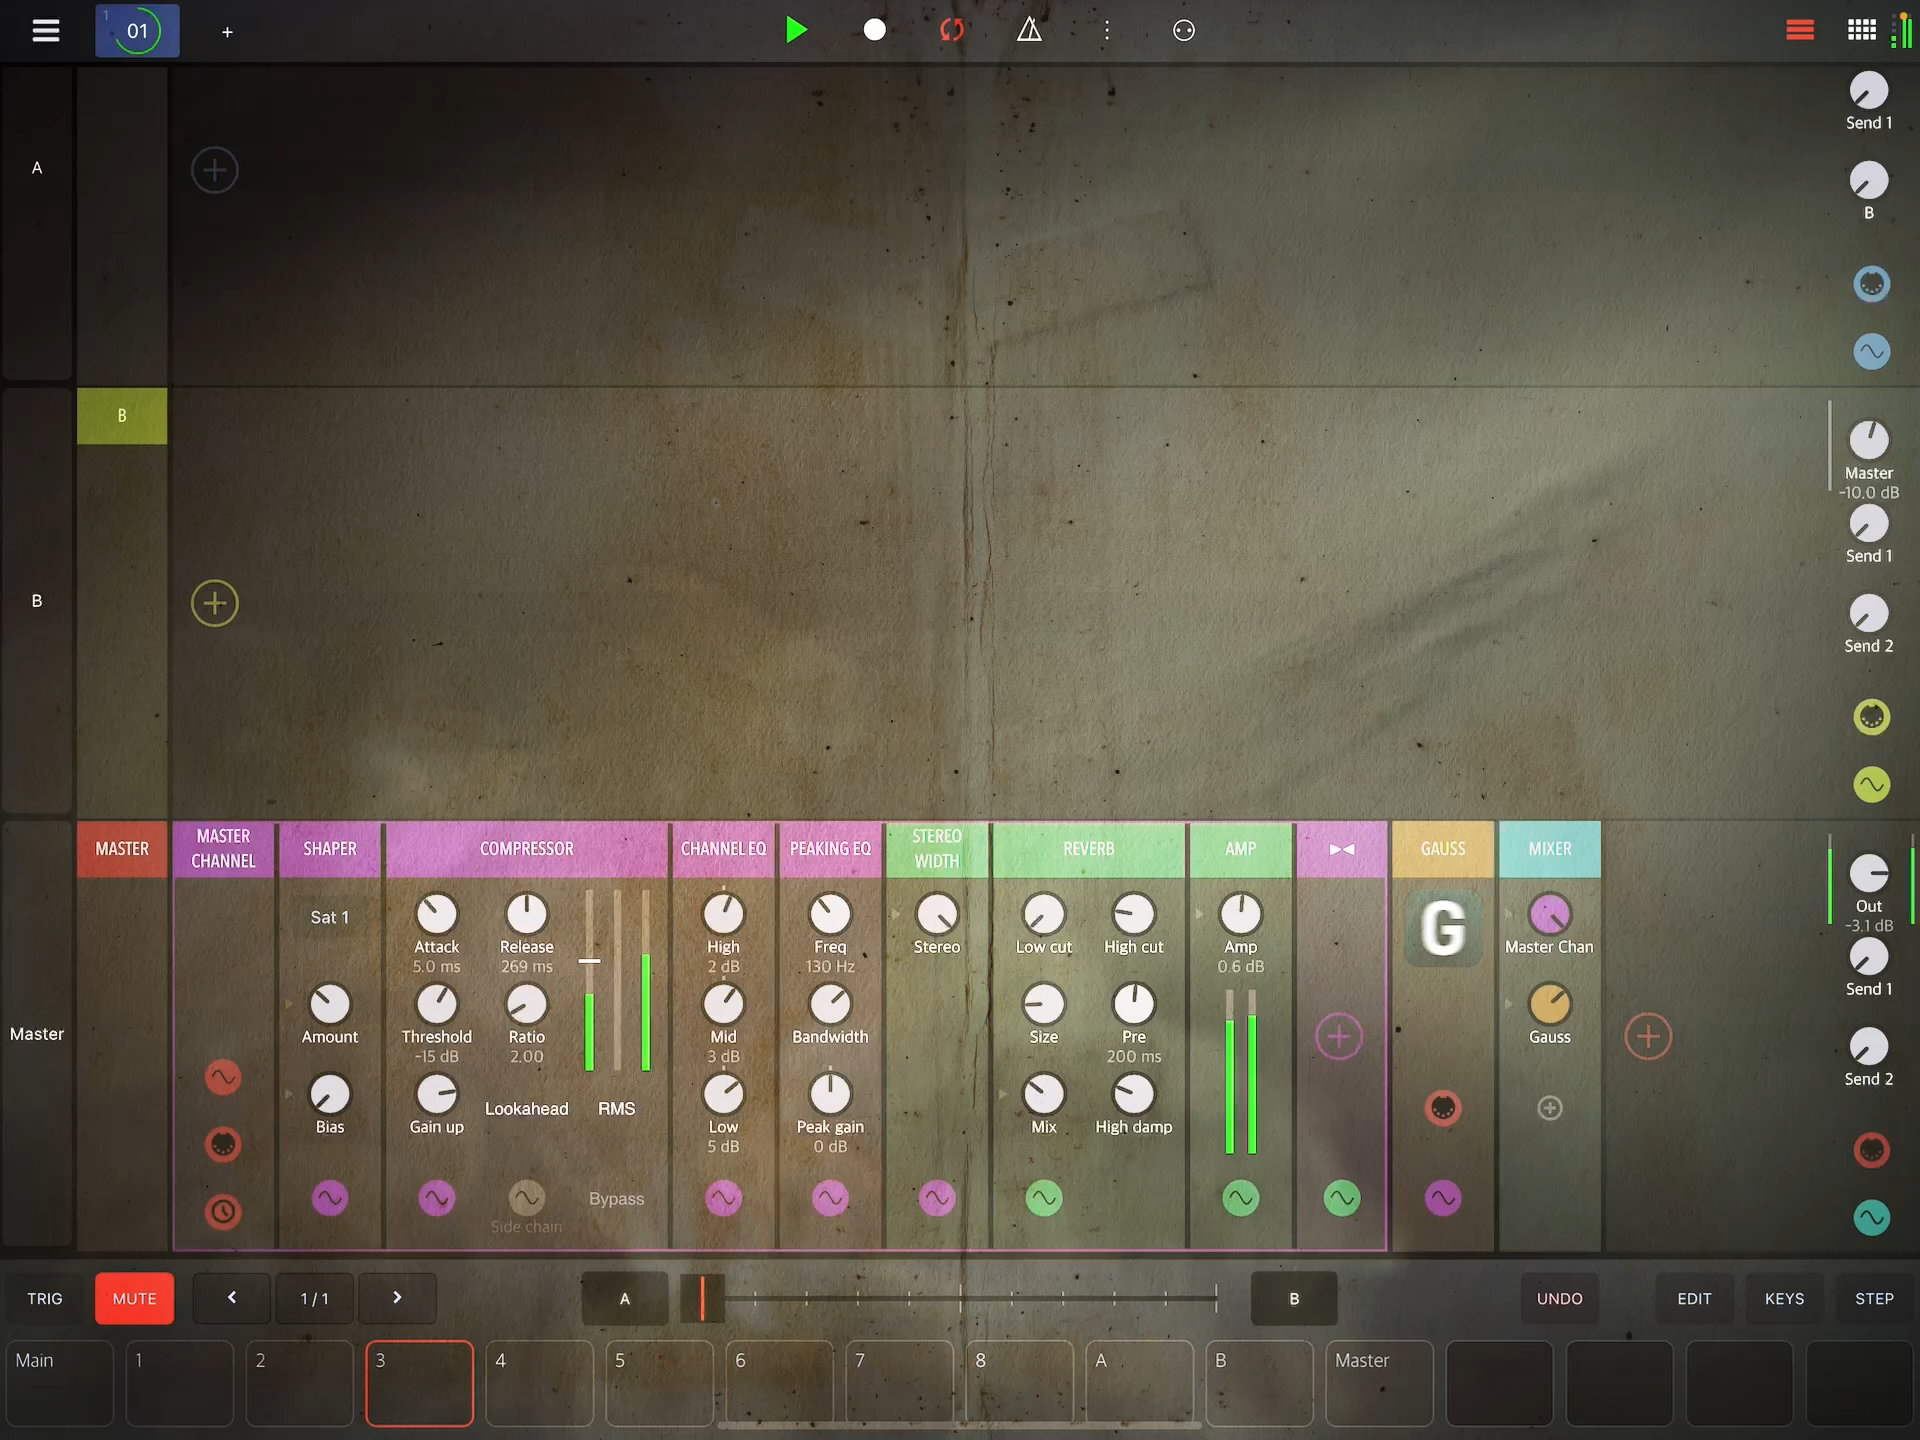 1
01
+
Send 1
A
B
B
Master
-10.0 dB
Send 1
B
Send 2
MASTER
MASTER CHANNEL
SHAPER
COMPRESSOR
CHANNEL EQ
PEAKING EQ
STEREO WIDTH
REVERB
AMP
GAUSS
MIXER
Sat 1
Attack
5.0 ms
Release
269 ms
High
2 dB
Freq
130 Hz
Stereo
Low cut
High cut
Amp
0.6 dB
G
Master Chan
Out
-3.1 dB
Master
Amount
Threshold
-15 dB
Ratio
2.00
Mid
3 dB
Bandwidth
Size
Pre
200 ms
Gauss
Send 1
Bias
Gain up
Lookahead
RMS
Low
5 dB
Peak gain
0 dB
Mix
High damp
Send 2
Side chain
Bypass
TRIG
MUTE
<
1 / 1
>
A
B
UNDO
EDIT
KEYS
STEP
Main
1
2
3
4
5
6
7
8
A
B
Master